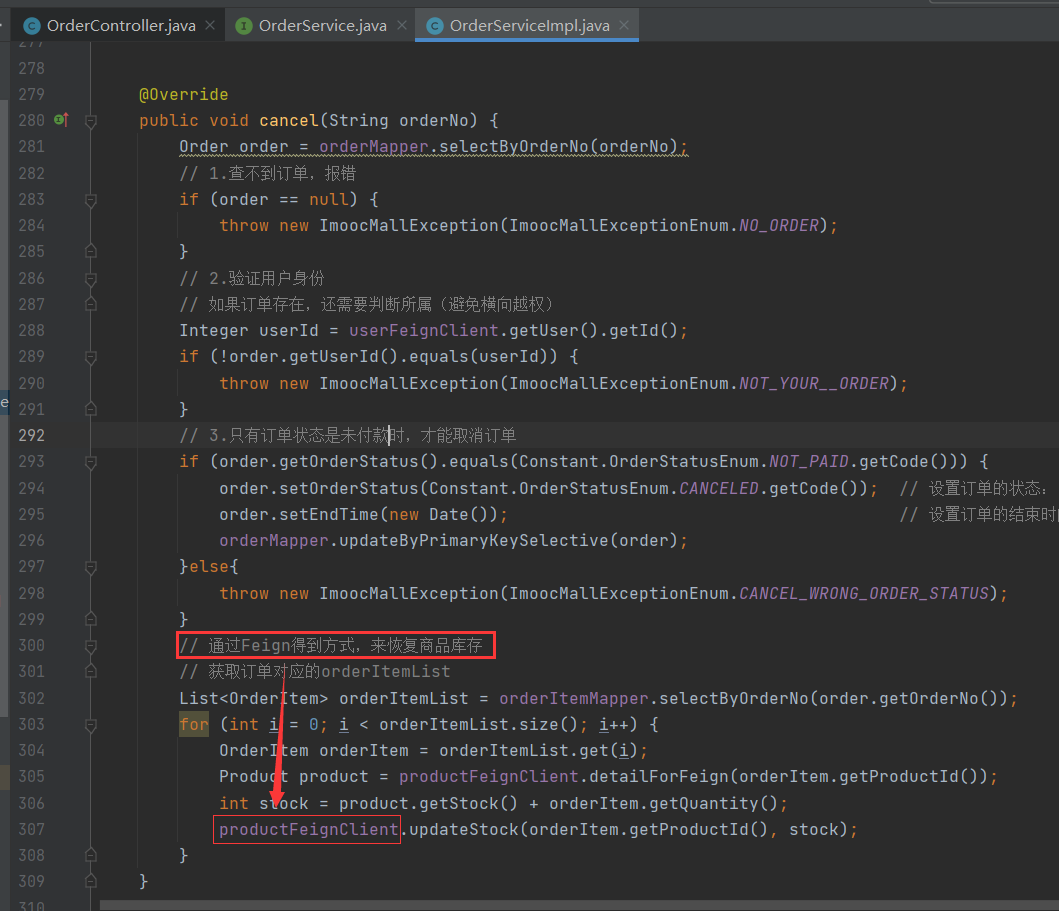 OrderController.java
OrderService.java
OrderServiceImpl.java
277
278
279 @Override
280 public void cancel(String orderNo) {
281 Order order = orderMapper.selectByOrderNo(orderNo);
282 // 1.查不到订单，报错
283 if (order == null) {
284 throw new ImoocMallException(ImoocMallExceptionEnum.NO_ORDER);
285 }
286 // 2.验证用户身份
287 // 如果订单存在，还需要判断所属（避免横向越权）
288 Integer userId = userFeignClient.getUser().getId();
289 if (!order.getUserId().equals(userId)) {
290 throw new ImoocMallException(ImoocMallExceptionEnum.NOT_YOUR__ORDER);
291 }
292 // 3.只有订单状态是未付款时，才能取消订单
293 if (order.getOrderStatus().equals(Constant.OrderStatusEnum.NOT_PAID.getCode())) {
294 order.setOrderStatus(Constant.OrderStatusEnum.CANCELED.getCode()); // 设置订单的状态：
295 order.setEndTime(new Date()); // 设置订单的结束时
296 orderMapper.updateByPrimaryKeySelective(order);
297 }else{
298 throw new ImoocMallException(ImoocMallExceptionEnum.CANCEL_WRONG_ORDER_STATUS);
299 }
300 // 通过Feign得到方式，来恢复商品库存
301 // 获取订单对应的orderItemList
302 List<OrderItem> orderItemList = orderItemMapper.selectByOrderNo(order.getOrderNo());
303 for (int i = 0; i < orderItemList.size(); i++) {
304 OrderItem orderItem = orderItemList.get(i);
305 Product product = productFeignClient.detailForFeign(orderItem.getProductId());
306 int stock = product.getStock() + orderItem.getQuantity();
307 productFeignClient.updateStock(orderItem.getProductId(), stock);
308 }
309 }
310